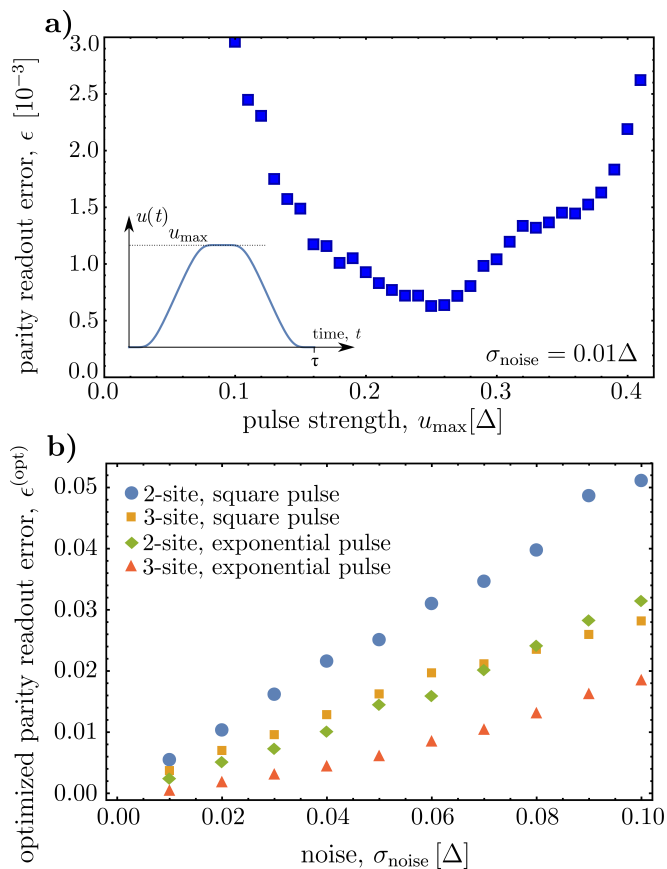 a)
3.0
2.5
2.0
1.5
1.0
0.5
0.0
parity readout error, ϵ [10⁻³]
u(t)
u_max
time, t
τ
σ_noise = 0.01Δ
0.0 0.1 0.2 0.3 0.4
pulse strength, u_max[Δ]
b)
0.05
0.04
0.03
0.02
0.01
0.00
optimized parity readout error, ϵ^(opt)
2-site, square pulse
3-site, square pulse
2-site, exponential pulse
3-site, exponential pulse
0.00 0.02 0.04 0.06 0.08 0.10
noise, σ_noise [Δ]